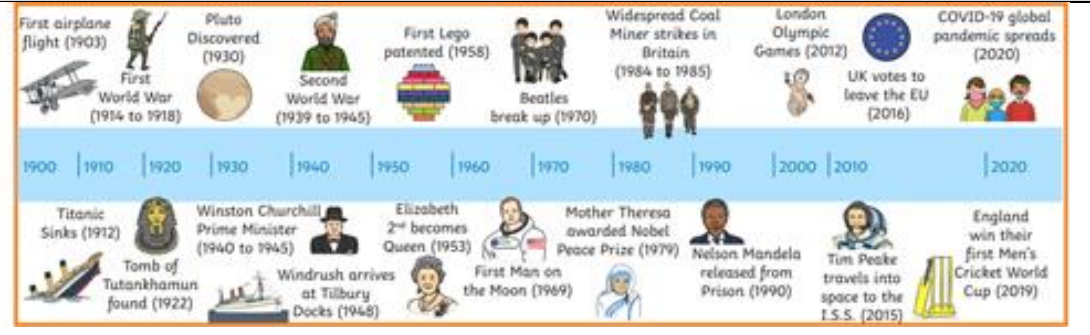 First airplane
flight (1903)
First
World War
(1914 to 1918)
Pluto
Discovered
(1930)
Second
World War
(1939 to 1945)
First Lego
patented (1958)
Beatles
break up (1970)
Widespread Coal
Miner strikes in
Britain
(1984 to 1985)
London
Olympic
Games (2012)
UK votes to
leave the EU
(2016)
COVID-19 global
pandemic spreads
(2020)
1900 1910 1920 1930 1940 1950 1960 1970 1980 1990 2000 2010 2020
Titanic
Sinks (1912)
Tomb of
Tutankhamun
found (1922)
Winston Churchill
Prime Minister
(1940 to 1945)
Windrush arrives
at Tilbury
Docks (1948)
Elizabeth
2nd becomes
Queen (1953)
First Man on
the Moon (1969)
Mother Theresa
awarded Nobel
Peace Prize (1979)
Nelson Mandela
released from
Prison (1990)
Tim Peake
travels into
space to the
I.S.S. (2015)
England
win their
first Men's
Cricket World
Cup (2019)